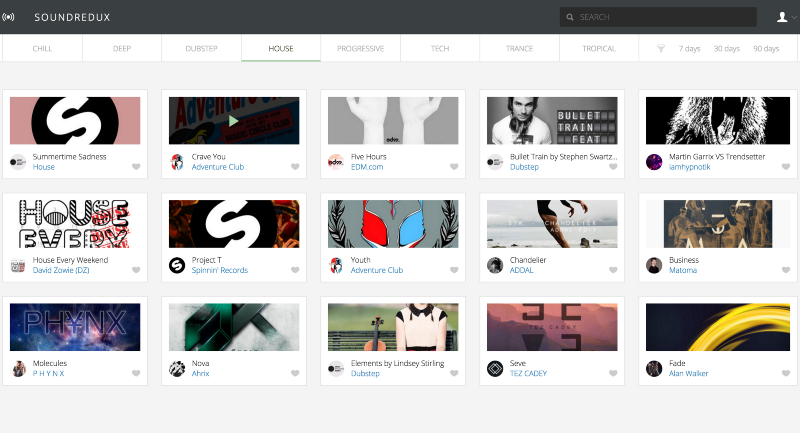 SOUNDREDUX
SEARCH
CHILL
DEEP
DUBSTEP
HOUSE
PROGRESSIVE
TECH
TRANCE
TROPICAL
7 days
30 days
90 days
Summertime Sadness
House
Adventure Club
Crave You
Adventure Club
Five Hours
EDM.com
BULLET
TRAIN
FEAT
Bullet Train by Stephen Swartz...
Dubstep
Martin Garrix VS Trendsetter
iamhypnotik
HOUSE
EVERY
House Every Weekend
David Zowie (DZ)
Project T
Spinnin' Records
Youth
Adventure Club
CHANDELIER
Chandelier
ADDAL
Business
Matoma
PHYNX
Molecules
P H Y N X
Nova
Ahrix
Elements by Lindsey Stirling
Dubstep
TEZ CADEY
Seve
TEZ CADEY
Fade
Alan Walker